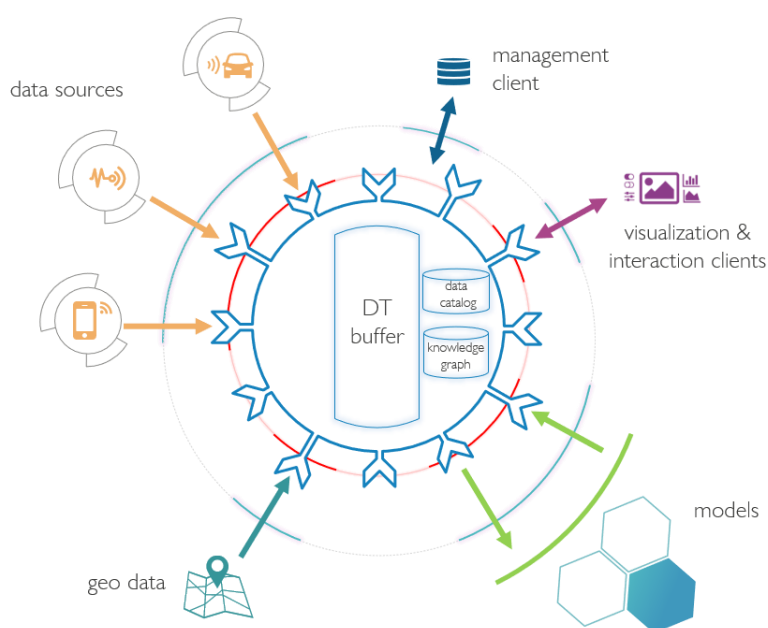 data sources
management
client
visualization &
interaction clients
DT
buffer
data
catalog
knowledge
graph
models
geo data